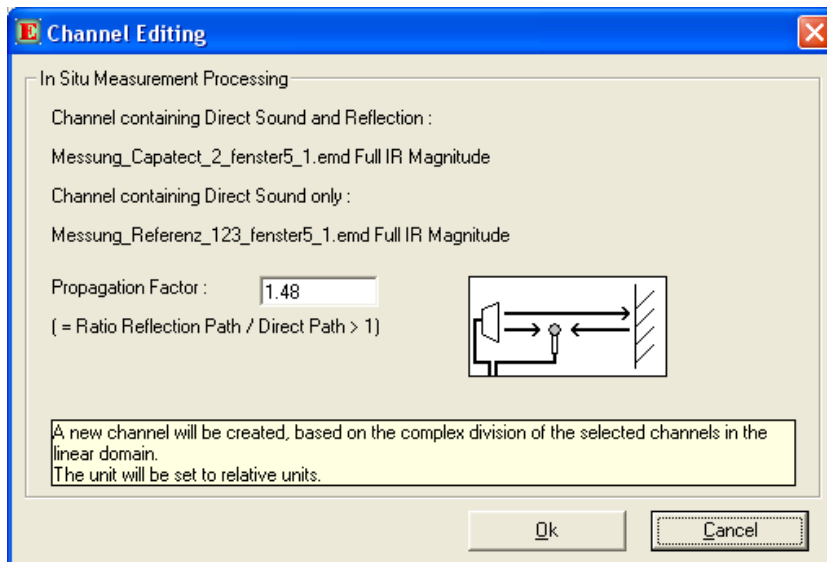 Channel Editing
In Situ Measurement Processing
Channel containing Direct Sound and Reflection :
Messung_Capatect_2_fenster5_1.emd Full IR Magnitude
Channel containing Direct Sound only :
Messung_Referenz_123_fenster5_1.emd Full IR Magnitude
Propagation Factor : 1.48
( = Ratio Reflection Path / Direct Path > 1)
A new channel will be created, based on the complex division of the selected channels in the
linear domain.
The unit will be set to relative units.
Ok Cancel